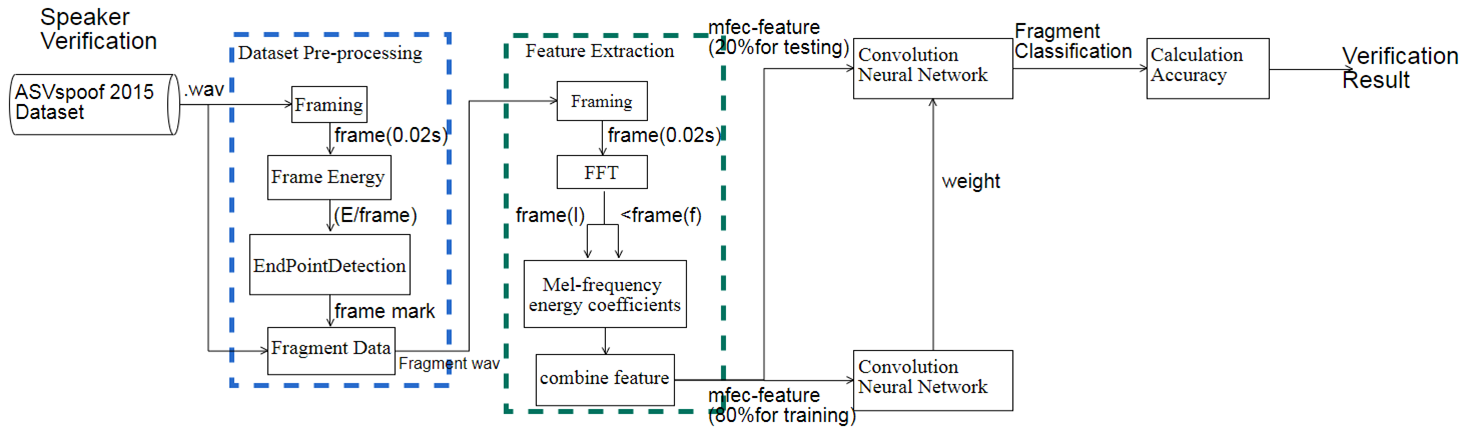 Speaker
Verification
ASVspoof 2015
Dataset
.wav
Dataset Pre-processing
Framing
frame(0.02s)
Frame Energy
(E/frame)
EndPointDetection
frame mark
Fragment Data
Fragment wav
Feature Extraction
Framing
frame(0.02s)
FFT
frame(l) <frame(f)
Mel-frequency
energy coefficients
combine feature
mfec-feature
(20%for testing)
mfec-feature
(80%for training)
Convolution
Neural Network
weight
Convolution
Neural Network
Fragment
Classification
Calculation
Accuracy
Verification
Result